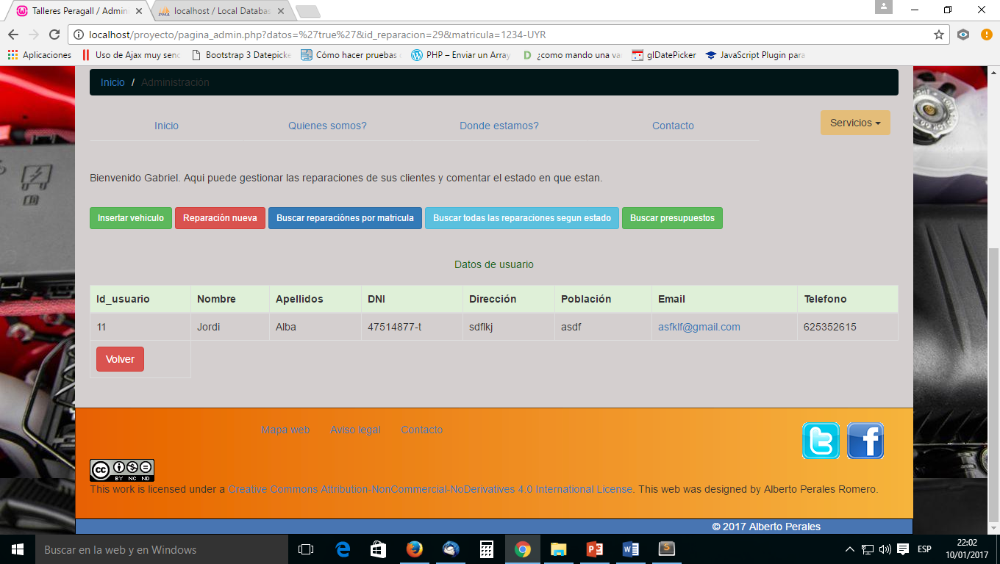 Talleres Peragall / Admin
localhost / Local Databas
localhost/proyecto/pagina_admin.php?datos=%27true%27&id_reparacion=29&matricula=1234-UYR
Aplicaciones Uso de Ajax muy senc Bootstrap 3 Datepicke Cómo hacer pruebas PHP – Enviar un Array ¿como mando una va glDatePicker JavaScript Plugin para
Inicio / Administración
Inicio Quienes somos? Donde estamos? Contacto Servicios
Bienvenido Gabriel. Aqui puede gestionar las reparaciones de sus clientes y comentar el estado en que estan.
Insertar vehiculo Reparación nueva Buscar reparaciónes por matricula Buscar todas las reparaciones segun estado Buscar presupuestos
Datos de usuario
Id_usuario Nombre Apellidos DNI Dirección Población Email Telefono
11 Jordi Alba 47514877-t sdflkj asdf asfklf@gmail.com 625352615
Volver
Mapa web Aviso legal Contacto
CC BY NC ND
This work is licensed under a Creative Commons Attribution-NonCommercial-NoDerivatives 4.0 International License. This web was designed by Alberto Perales Romero.
© 2017 Alberto Perales
Buscar en la web y en Windows
ESP
22:02
10/01/2017